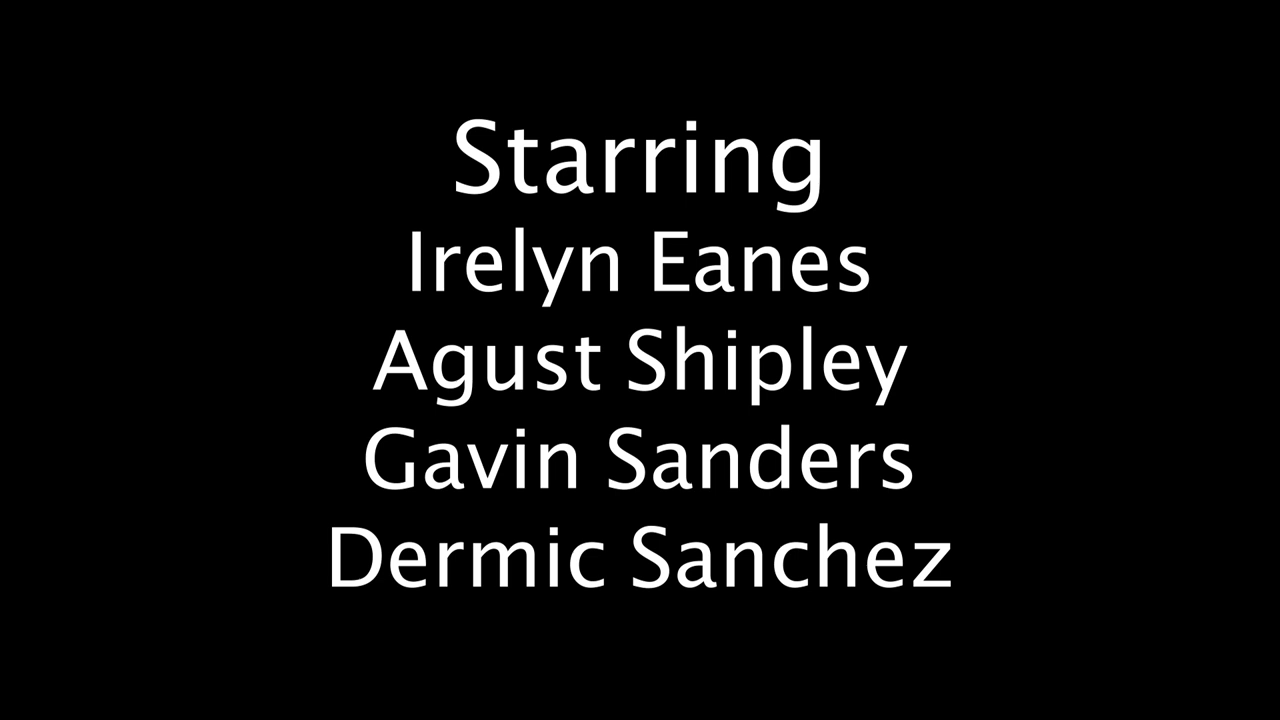 Starring
Irelyn Eanes
Agust Shipley
Gavin Sanders
Dermic Sanchez